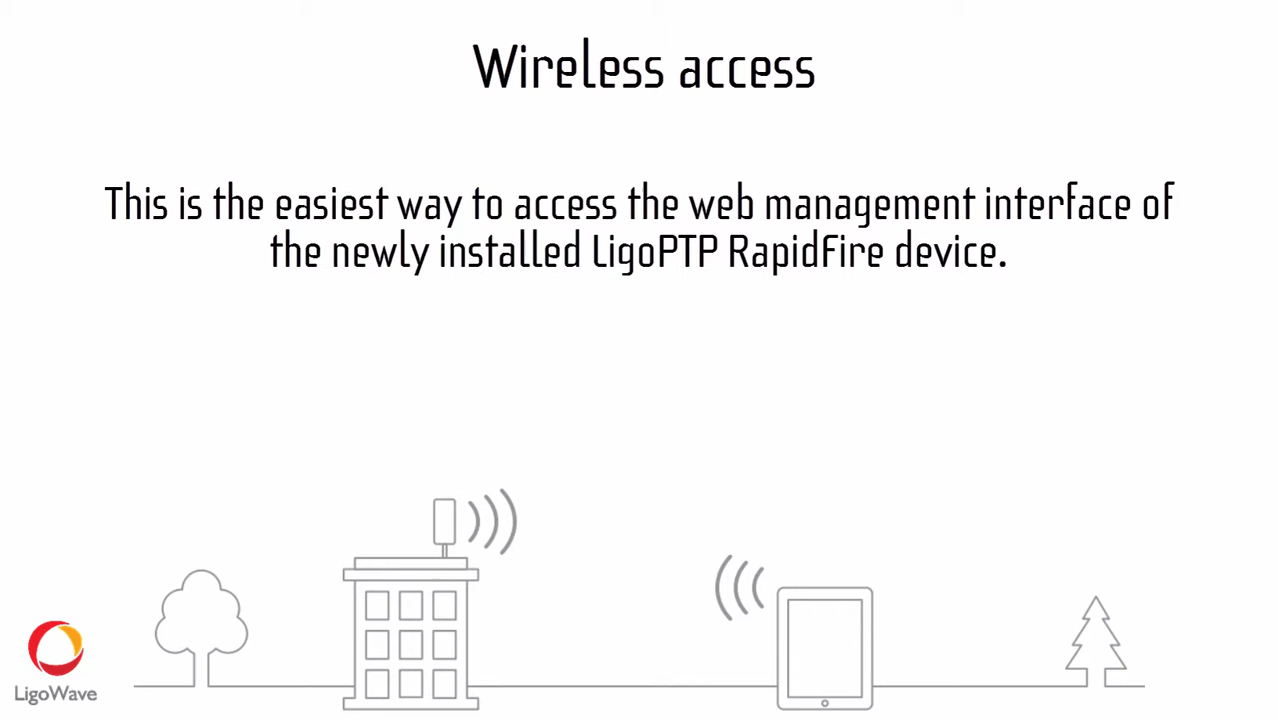 Wireless access
This is the easiest way to access the web management interface of
the newly installed LigoPTP RapidFire device.
LigoWave